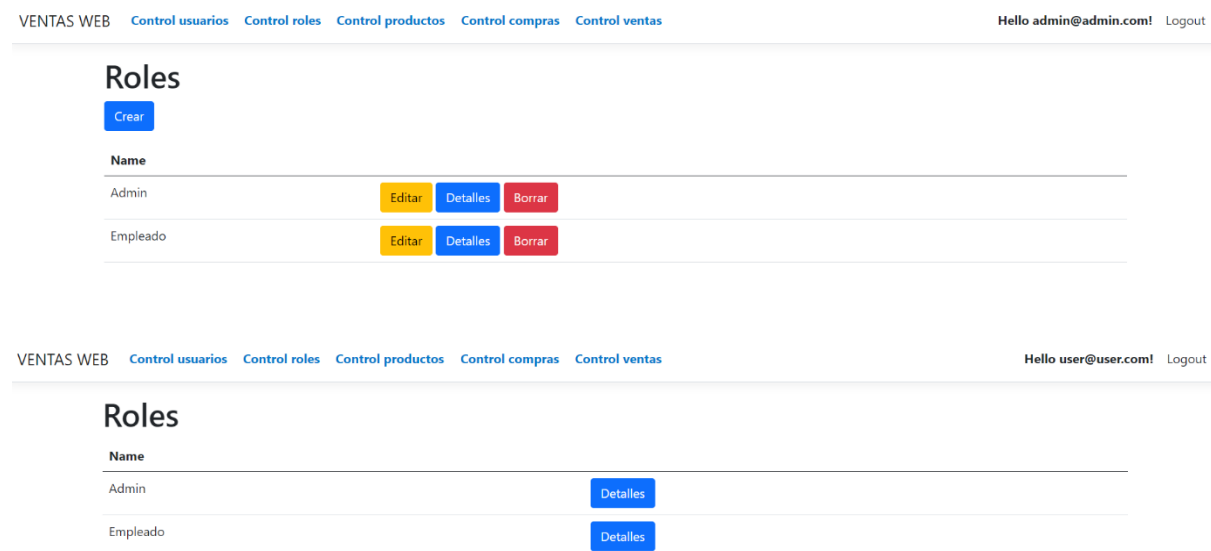 VENTAS WEB Control usuarios Control roles Control productos Control compras Control ventas Hello admin@admin.com! Logout
Roles
Crear
Name
Admin Editar Detalles Borrar
Empleado Editar Detalles Borrar
VENTAS WEB Control usuarios Control roles Control productos Control compras Control ventas Hello user@user.com! Logout
Roles
Name
Admin Detalles
Empleado Detalles